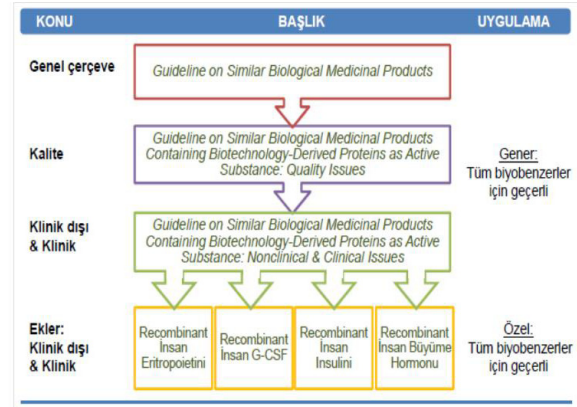 KONU
BAŞLIK
UYGULAMA
Genel çerçeve
Guideline on Similar Biological Medicinal Products
Kalite
Guideline on Similar Biological Medicinal Products
Containing Biotechnology-Derived Proteins as Active
Substance: Quality Issues
Gener:
Tüm biyobenzerler
için geçerli
Klinik dışı
& Klinik
Guideline on Similar Biological Medicinal Products
Containing Biotechnology-Derived Proteins as Active
Substance: Nonclinical & Clinical Issues
Ekler:
Klinik dışı
& Klinik
Recombinant
İnsan
Eritropoietini
Recombinant
İnsan G-CSF
Recombinant
İnsan
Insulini
Recombinant
İnsan Büyüme
Hormonu
Özel:
Tüm biyobenzerler
için geçerli